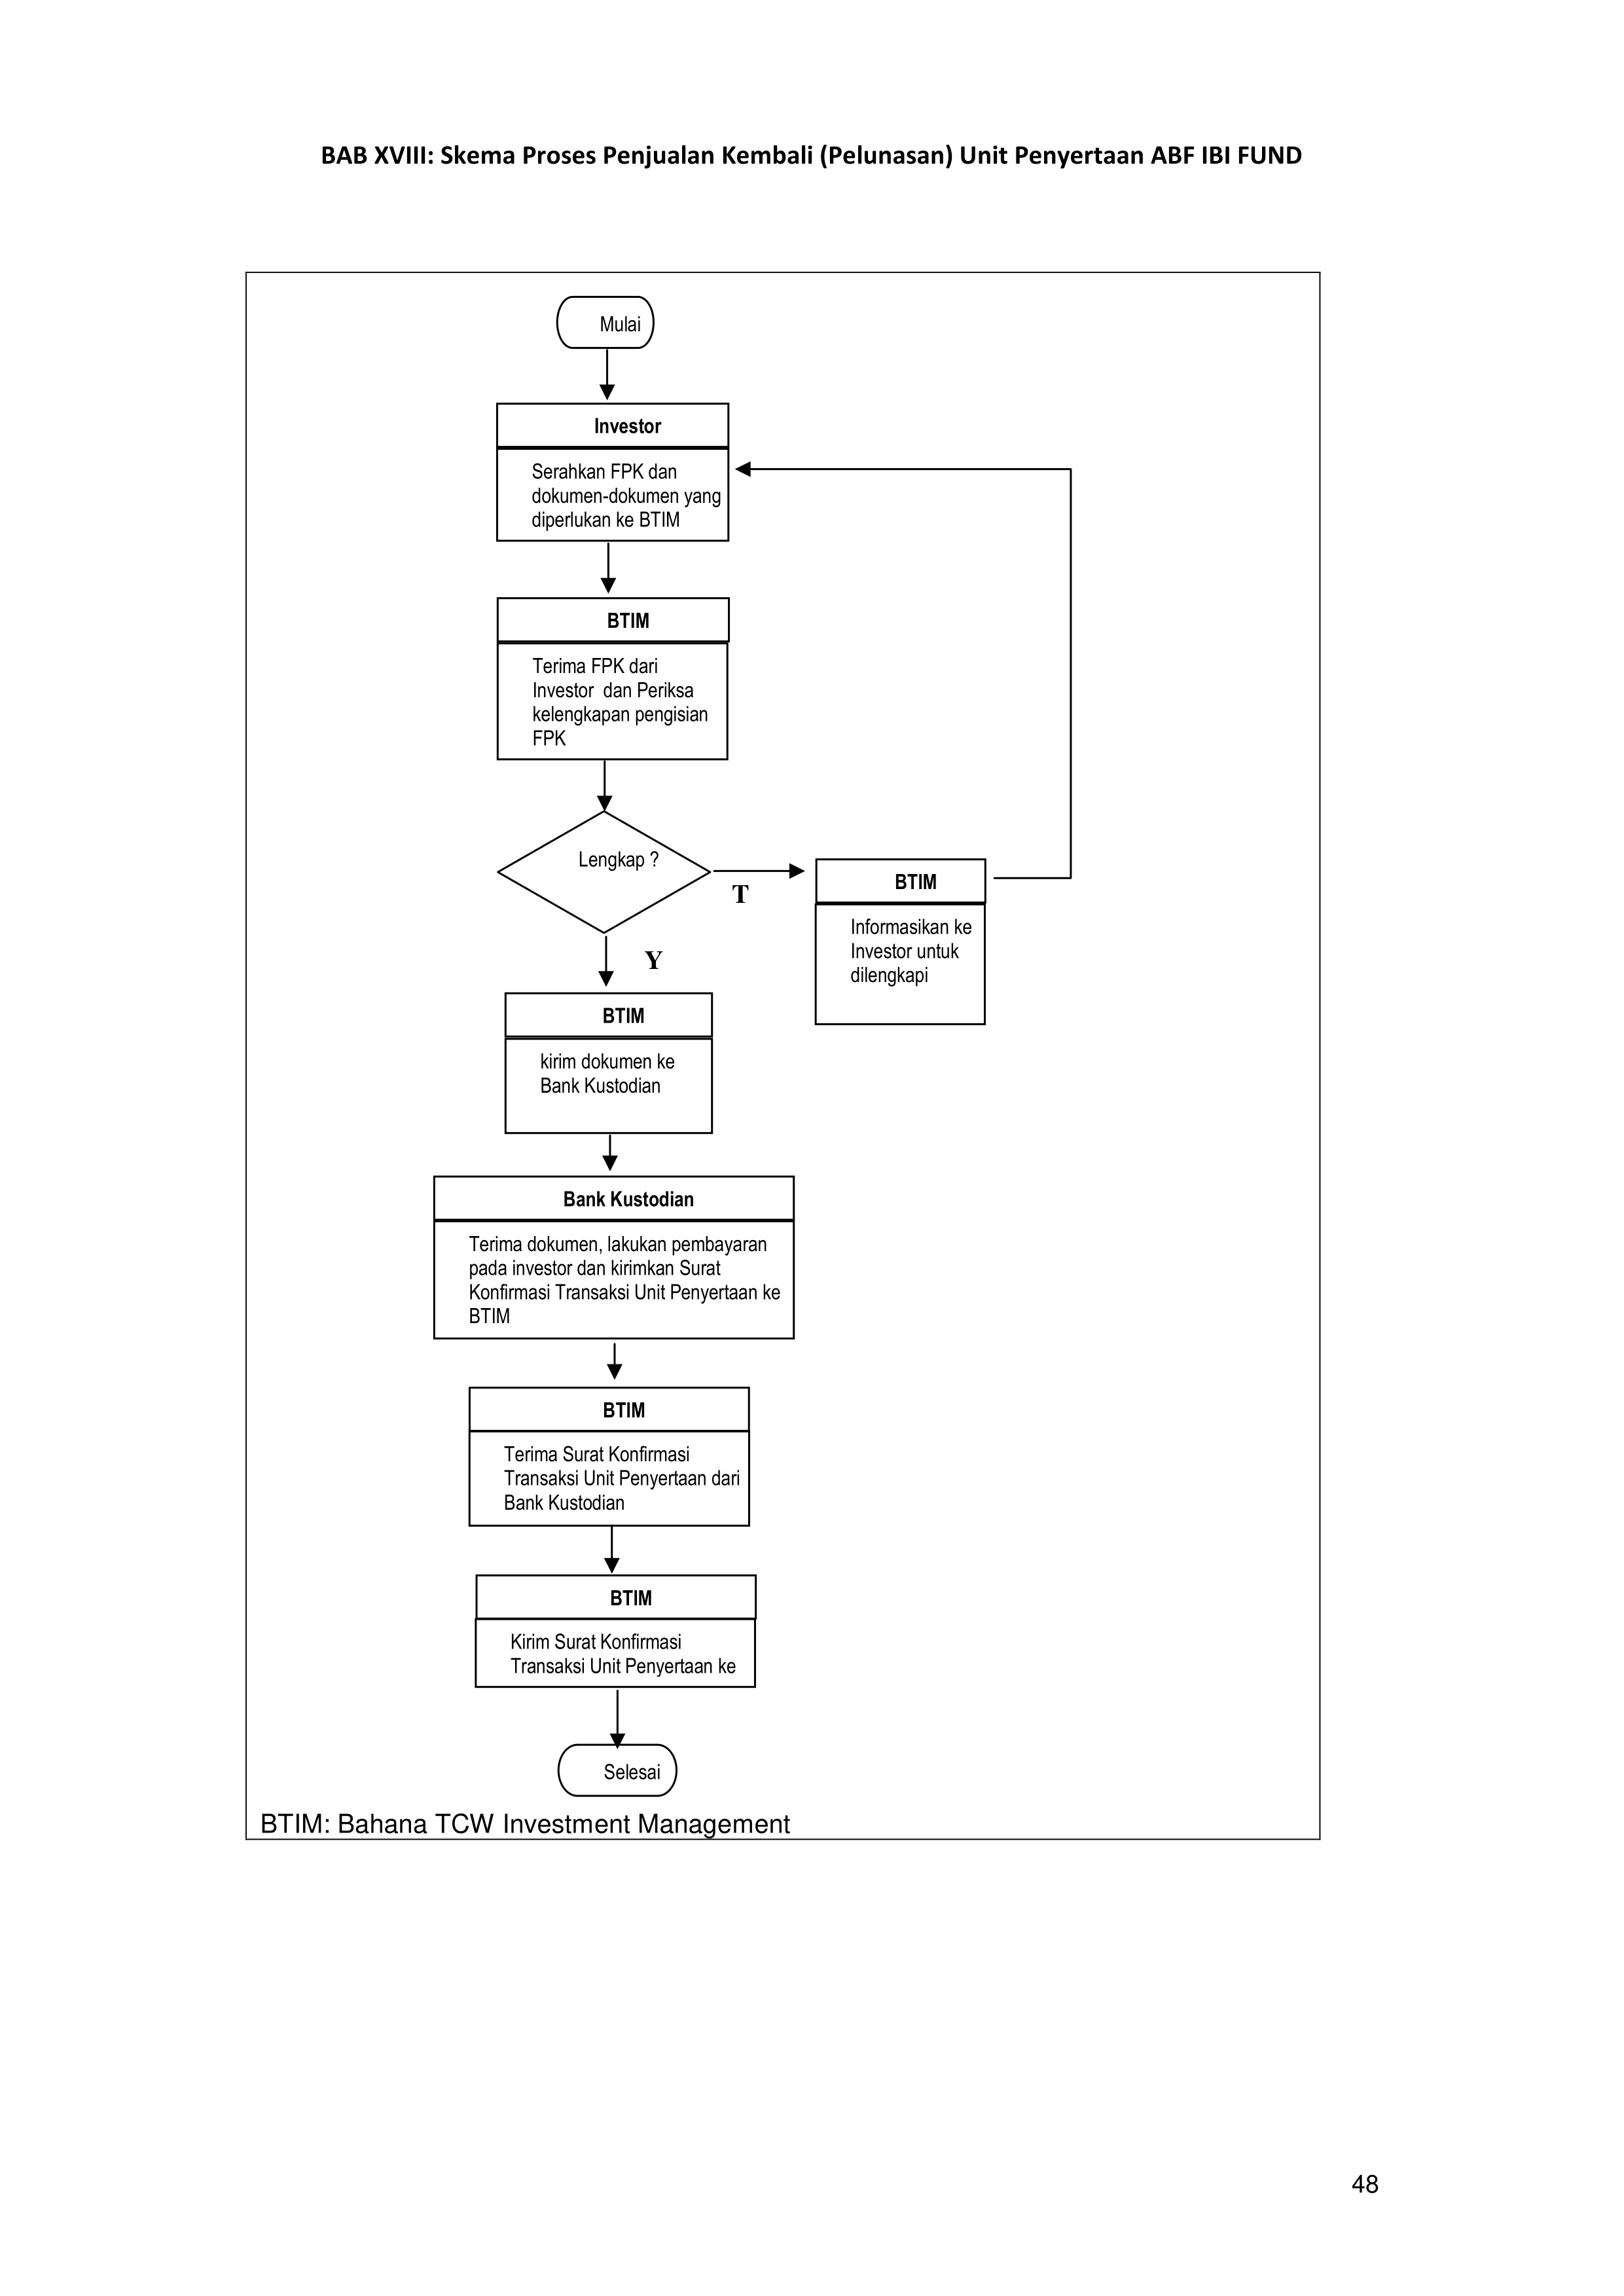 BAB XVIII: Skema Proses Penjualan Kembali (Pelunasan) Unit Penyertaan ABF IBI FUND
Mulai
Investor
Serahkan FPK dan
dokumen-dokumen yang
diperlukan ke BTIM
BTIM
Terima FPK dari
Investor  dan Periksa
kelengkapan pengisian
FPK
Lengkap ?
T
BTIM
Informasikan ke
Investor untuk
dilengkapi
Y
BTIM
kirim dokumen ke
Bank Kustodian
Bank Kustodian
Terima dokumen, lakukan pembayaran
pada investor dan kirimkan Surat
Konfirmasi Transaksi Unit Penyertaan ke
BTIM
BTIM
Terima Surat Konfirmasi
Transaksi Unit Penyertaan dari
Bank Kustodian
BTIM
Kirim Surat Konfirmasi
Transaksi Unit Penyertaan ke
Selesai
BTIM: Bahana TCW Investment Management
48